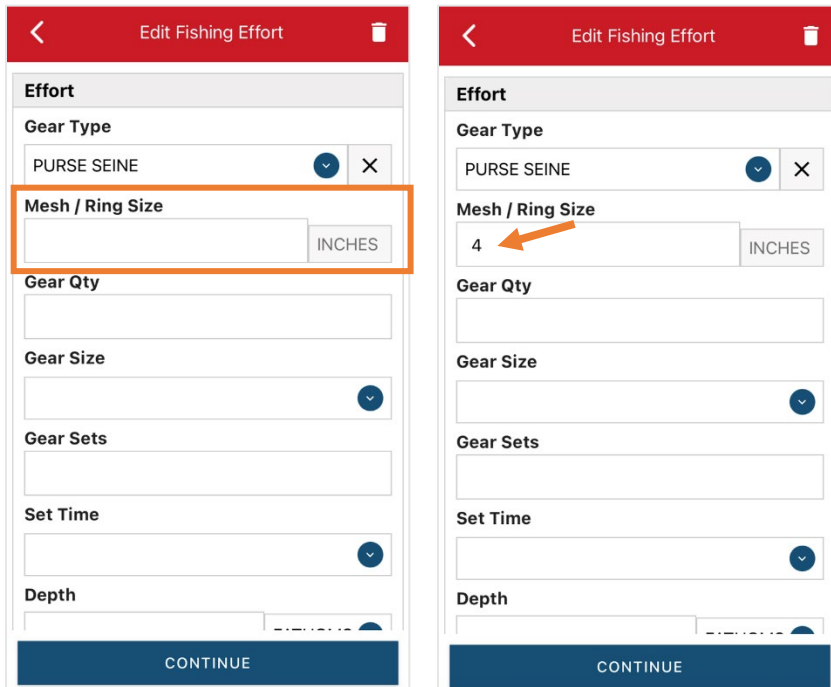 Edit Fishing Effort
Effort
Gear Type
PURSE SEINE
Mesh / Ring Size
INCHES
Gear Qty
Gear Size
Gear Sets
Set Time
Depth
CONTINUE
Edit Fishing Effort
Effort
Gear Type
PURSE SEINE
Mesh / Ring Size
4 INCHES
Gear Qty
Gear Size
Gear Sets
Set Time
Depth
CONTINUE